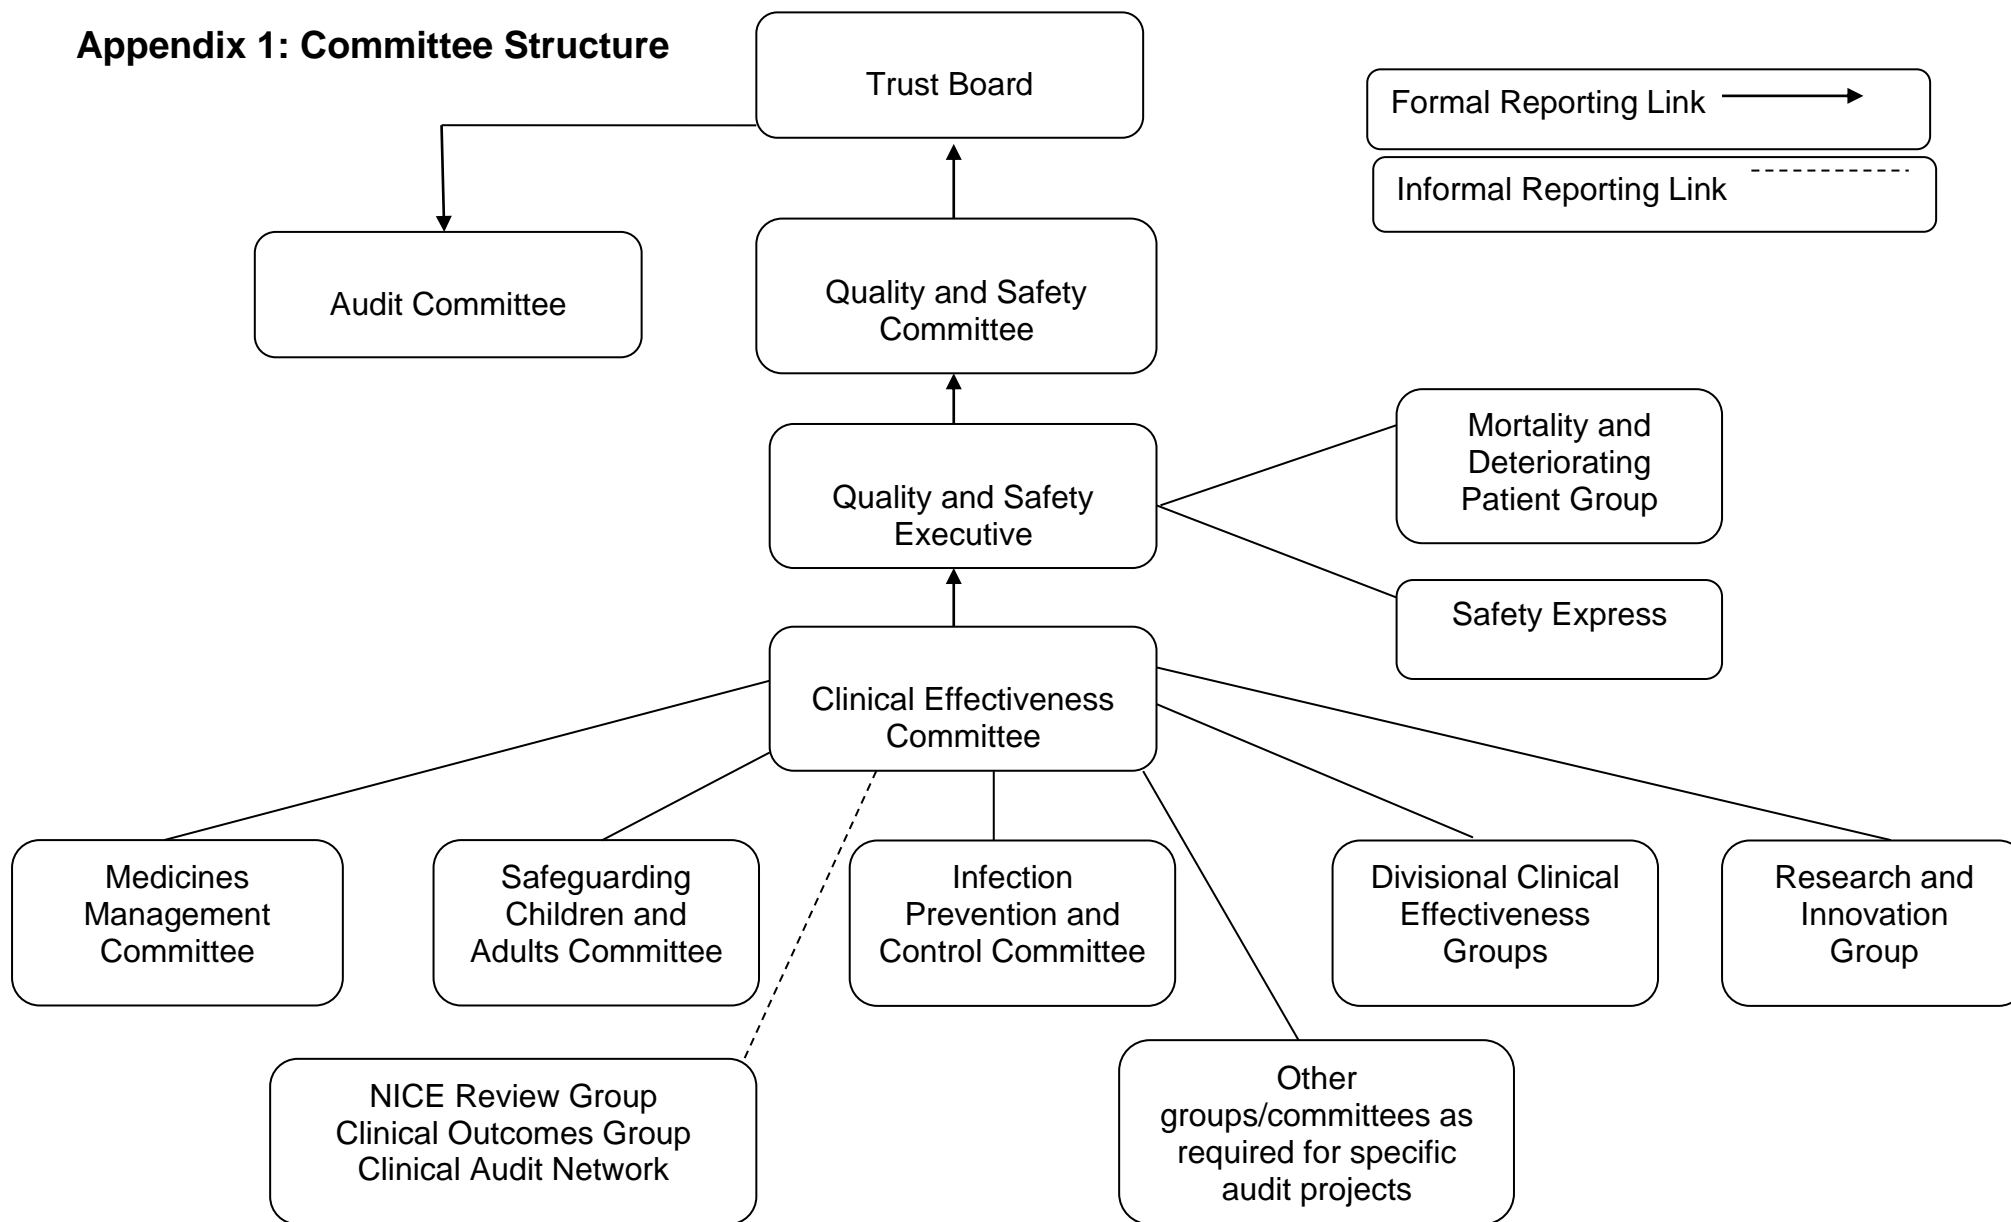 Appendix 1: Committee Structure
Trust Board
Formal Reporting Link
Informal Reporting Link
Audit Committee
Quality and Safety
Committee
Quality and Safety
Executive
Mortality and
Deteriorating
Patient Group
Safety Express
Clinical Effectiveness
Committee
Medicines
Management
Committee
Safeguarding
Children and
Adults Committee
Infection
Prevention and
Control Committee
Divisional Clinical
Effectiveness
Groups
Research and
Innovation
Group
NICE Review Group
Clinical Outcomes Group
Clinical Audit Network
Other
groups/committees as
required for specific
audit projects